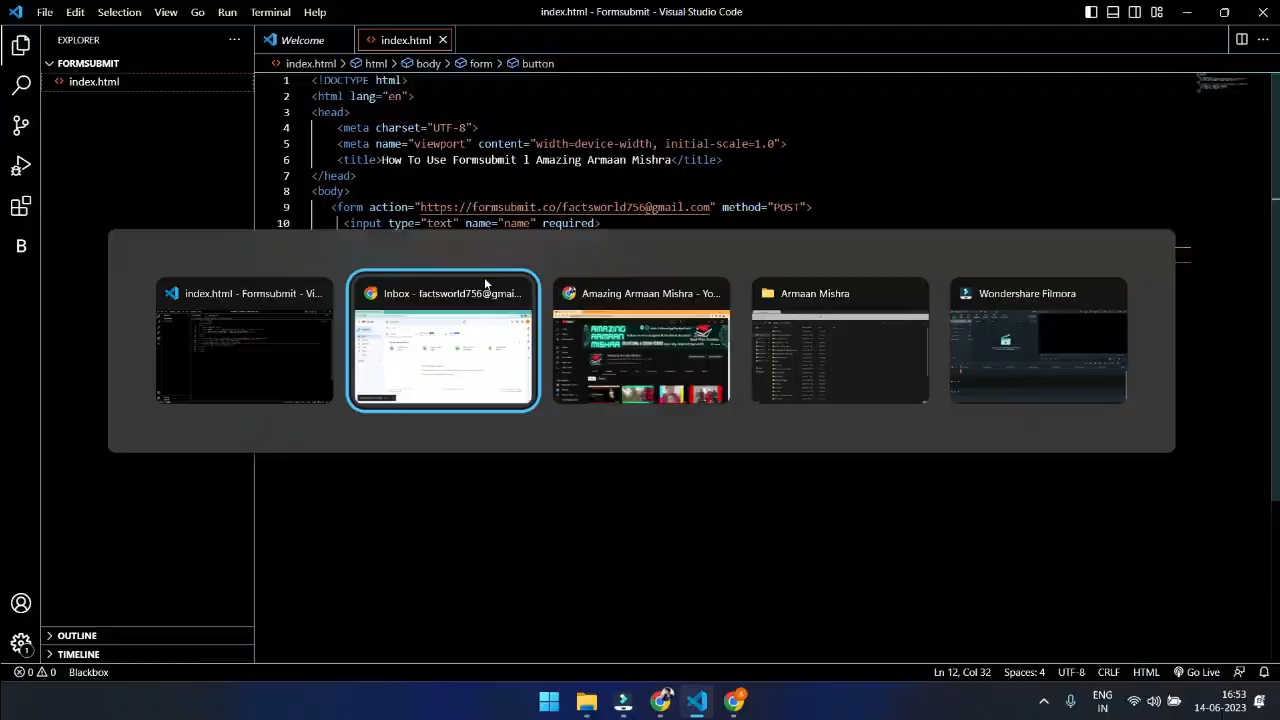 File Edit Selection View Go Run Terminal Help
index.html - Formsubmit - Visual Studio Code
EXPLORER
Welcome
index.html
FORMSUBMIT
index.html
index.html > html > body > form > button
1 <!DOCTYPE html>
2 <html lang="en">
3 <head>
4 <meta charset="UTF-8">
5 <meta name="viewport" content="width=device-width, initial-scale=1.0">
6 <title>How To Use Formsubmit l Amazing Armaan Mishra</title>
7 </head>
8 <body>
9 <form action="https://formsubmit.co/factsworld756@gmail.com" method="POST">
10 <input type="text" name="name" required>
index.html - Formsubmit - Vi...
Inbox - factsworld756@gmai...
Amazing Armaan Mishra - Yo...
Armaan Mishra
Wondershare Filmora
OUTLINE
TIMELINE
0 0 Blackbox
Ln 12, Col 32 Spaces: 4 UTF-8 CRLF HTML Go Live
ENG
IN
16:53
14-06-2023